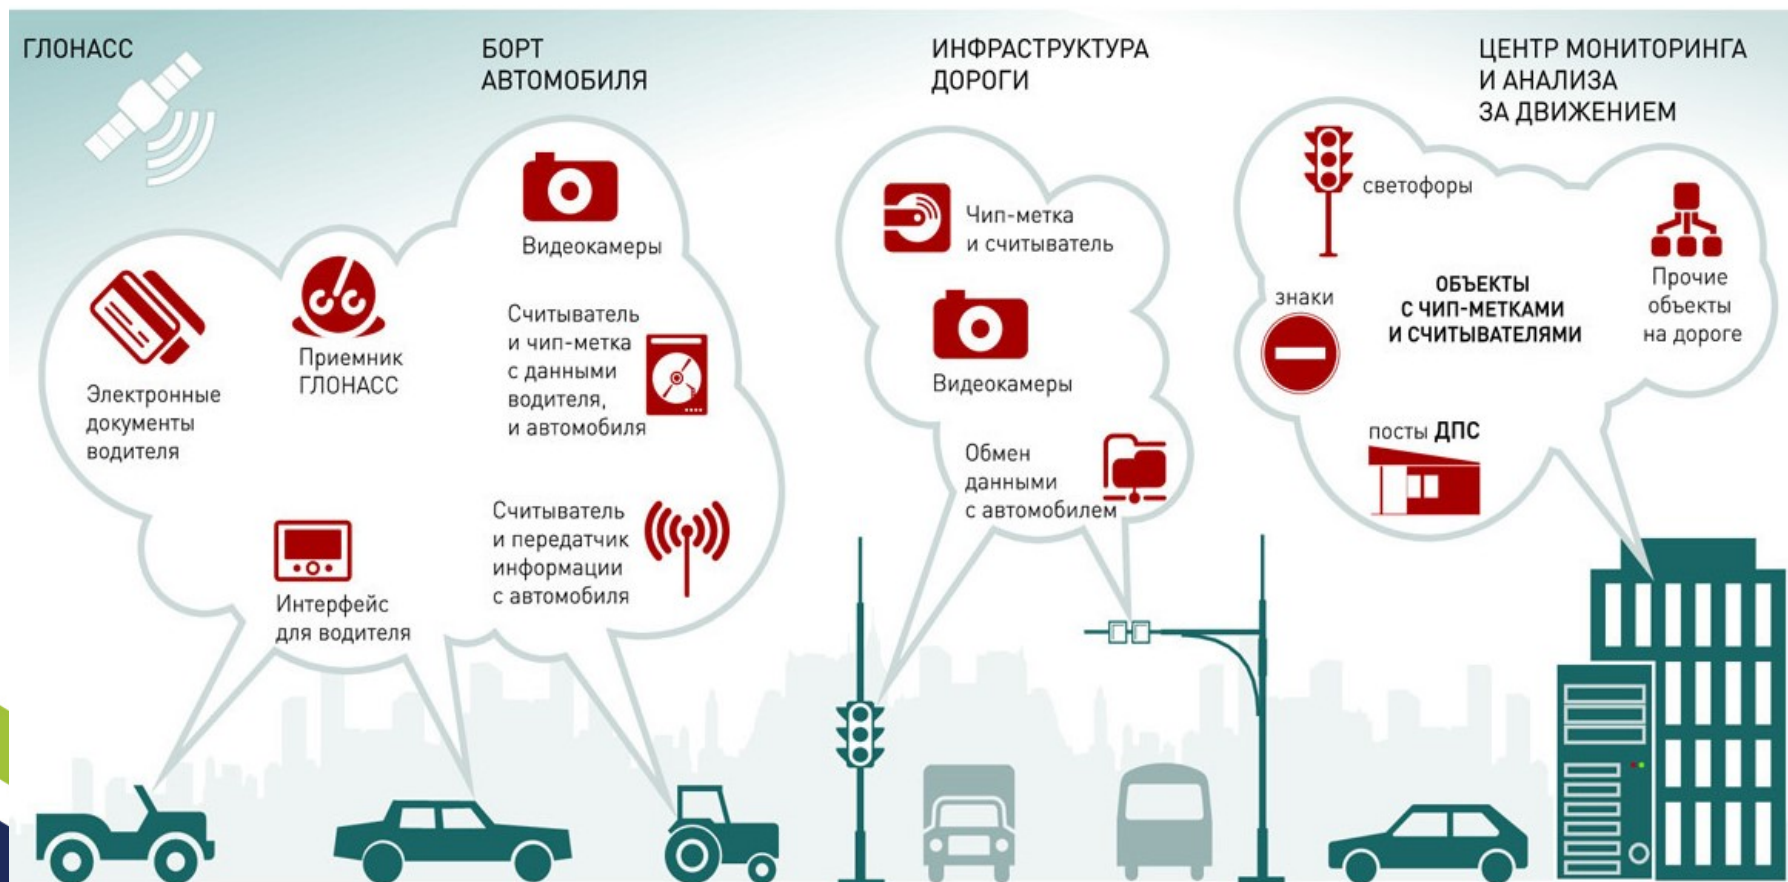 ГЛОНАСС
БОРТ
АВТОМОБИЛЯ
Видеокамеры
Электронные
документы
водителя
Приемник
ГЛОНАСС
Считыватель
и чип-метка
с данными
водителя,
и автомобиля
Считыватель
и передатчик
информации
с автомобиля
Интерфейс
для водителя
ИНФРАСТРУКТУРА
ДОРОГИ
Чип-метка
и считыватель
Видеокамеры
Обмен
данными
с автомобилем
ЦЕНТР МОНИТОРИНГА
И АНАЛИЗА
ЗА ДВИЖЕНИЕМ
светофоры
знаки
ОБЪЕКТЫ
С ЧИП-МЕТКАМИ
И СЧИТЫВАТЕЛЯМИ
Прочие
объекты
на дороге
посты ДПС